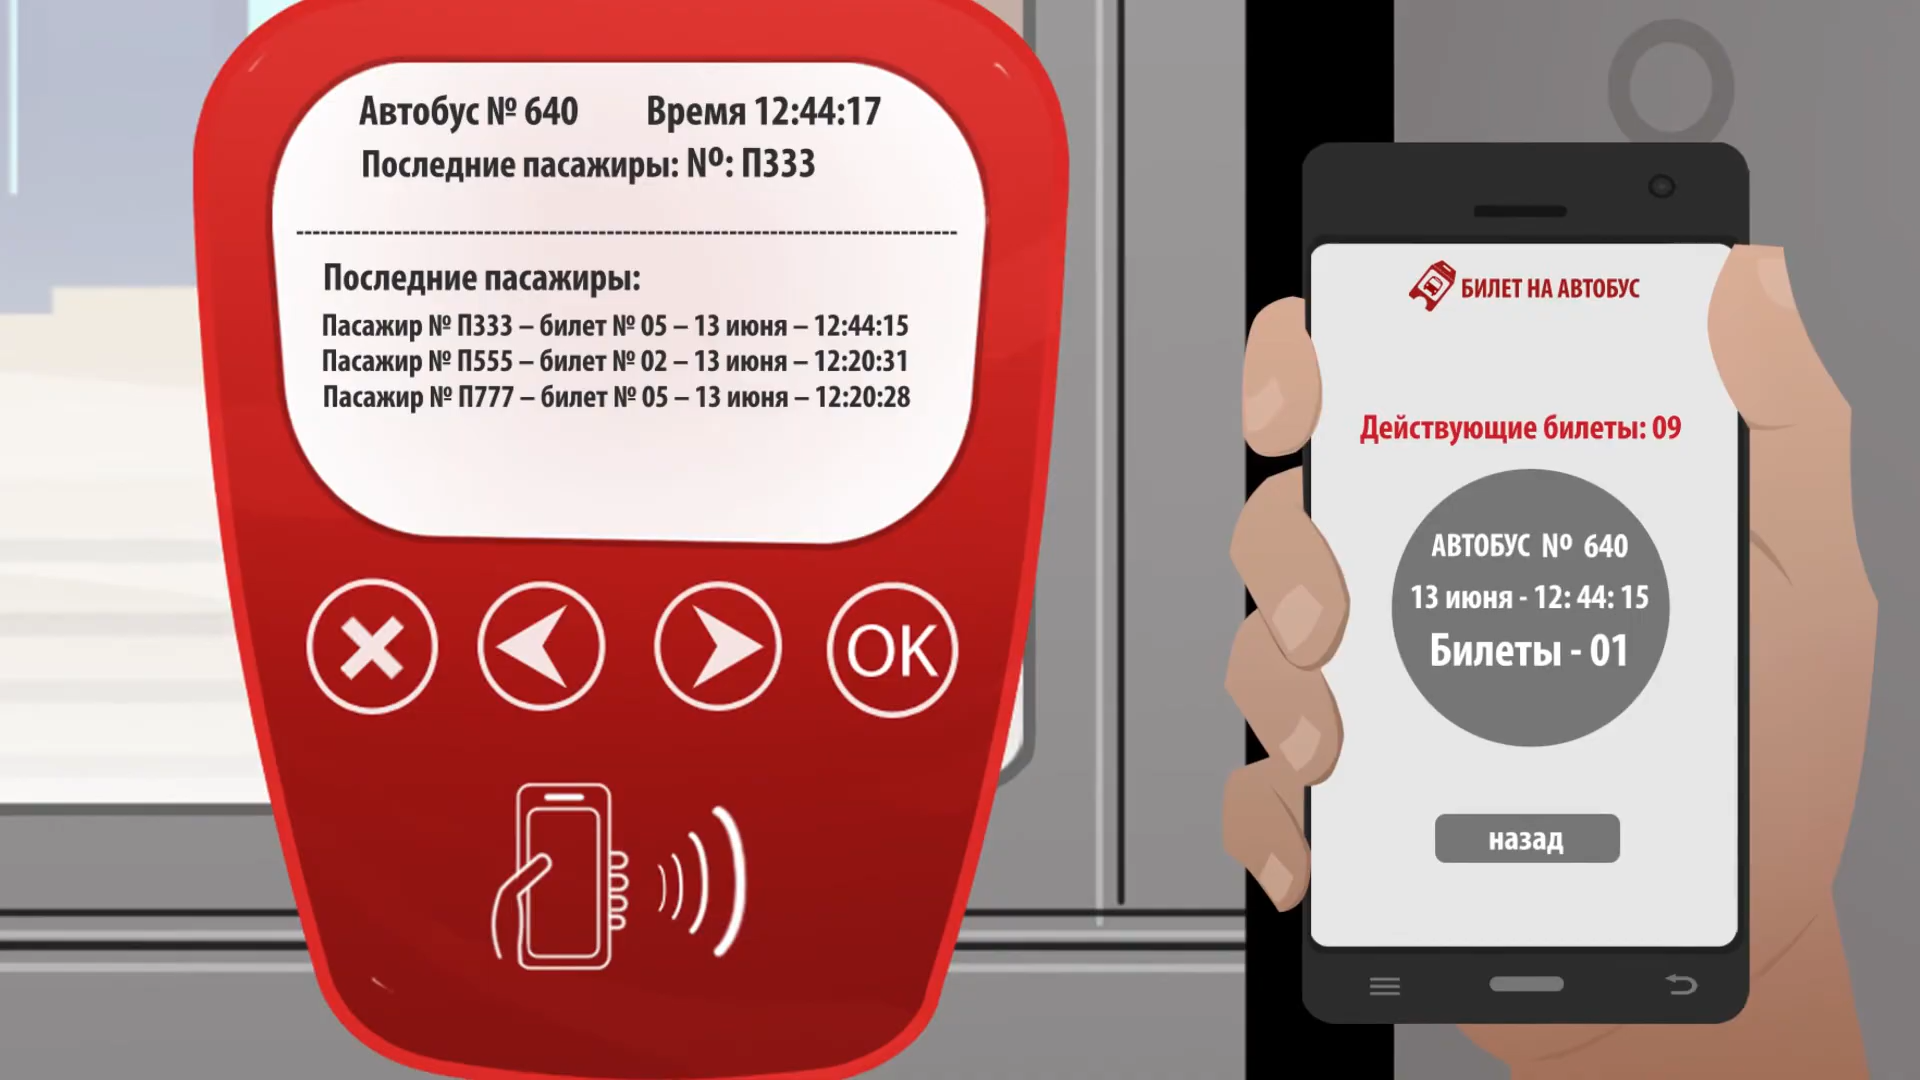 Автобус № 640 Время 12:44:17
Последние пасажиры: Nº: П333
--------------------------------------------------------------------------------
Последние пасажиры:
Пасажир № П333 – билет № 05 – 13 июня – 12:44:15
Пасажир № П555 – билет № 02 – 13 июня – 12:20:31
Пасажир № П777 – билет № 05 – 13 июня – 12:20:28
OK
БИЛЕТ НА АВТОБУС
Действующие билеты: 09
АВТОБУС Nº 640
13 июня - 12: 44: 15
Билеты - 01
назад